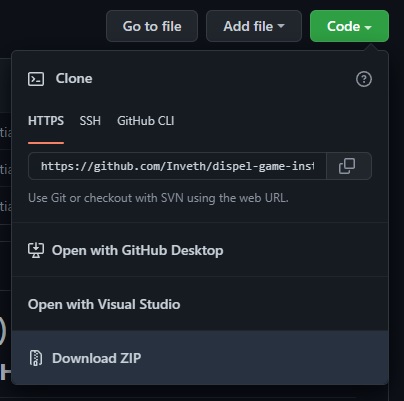 Go to file
Add file
Code
Clone
HTTPS
SSH
GitHub CLI
https://github.com/Inveth/dispel-game-inst
Use Git or checkout with SVN using the web URL.
Open with GitHub Desktop
Open with Visual Studio
Download ZIP